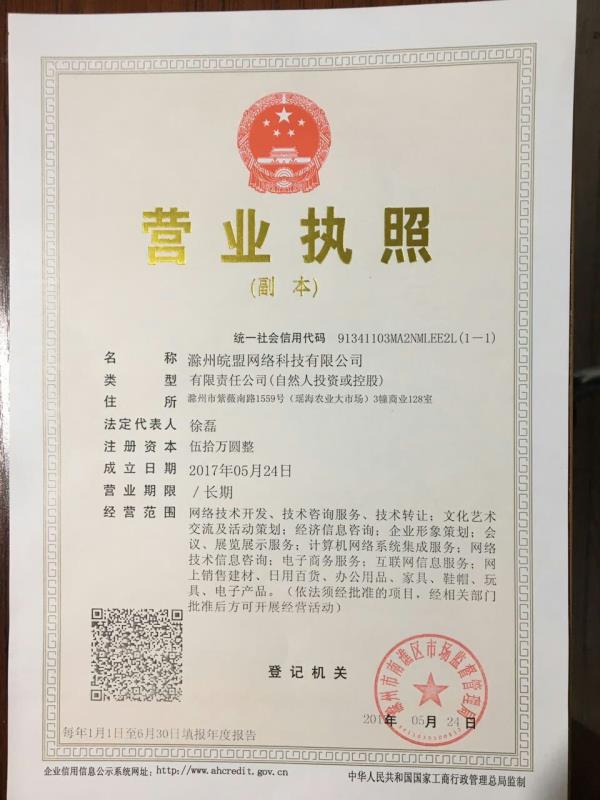 营业执照
(副本)
统一社会信用代码 91341103MA2NMLEE2L(1-1)
名称 滁州皖盟网络科技有限公司
类型 有限责任公司(自然人投资或控股)
住所 滁州市紫薇南路1559号（瑶海农业大市场）3幢商业128室
法定代表人 徐磊
注册资本 伍拾万圆整
成立日期 2017年05月24日
营业期限 /长期
经营范围 网络技术开发、技术咨询服务、技术转让；文化艺术
交流及活动策划；经济信息咨询；企业形象策划；会
议、展览展示服务；计算机网络系统集成服务；网络
技术信息咨询；电子商务服务；互联网信息服务；网
上销售建材、日用百货、办公用品、家具、鞋帽、玩
具、电子产品。（依法须经批准的项目，经相关部门
批准后方可开展经营活动）
登记机关
滁州市南谯区市场监督管理局
年 05月 24日
每年1月1日至6月30日填报年度报告
企业信用信息公示系统网址：http://www.ahcredit.gov.cn
中华人民共和国国家工商行政管理总局监制